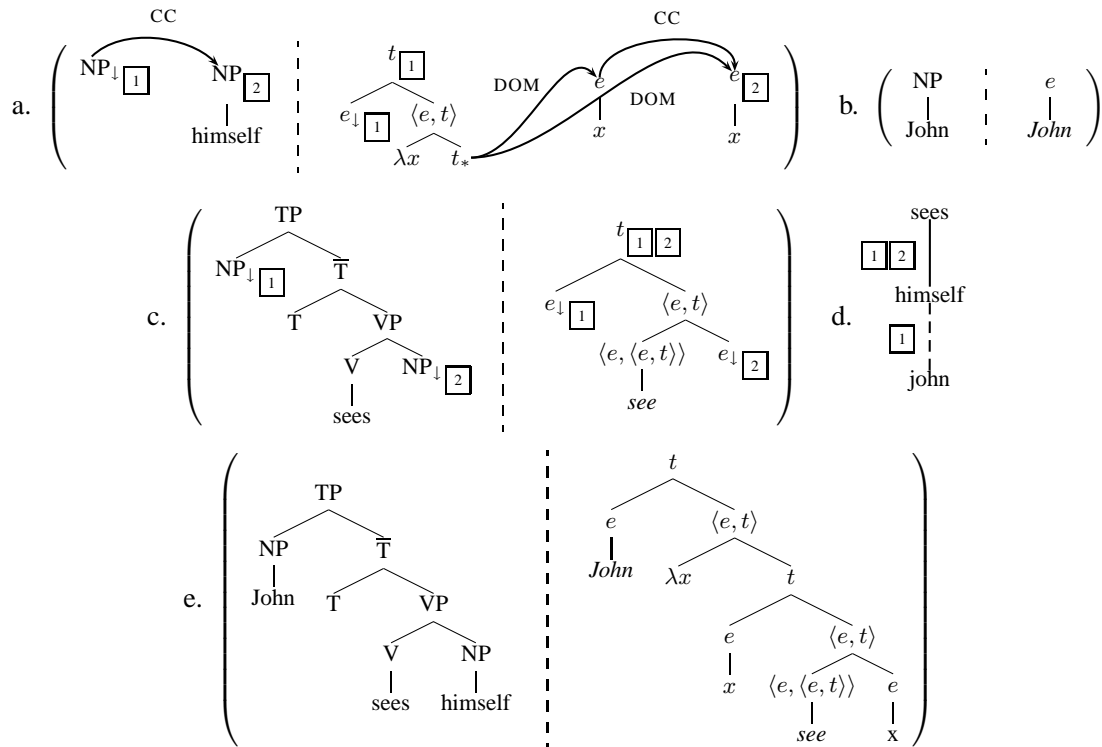 CC
CC
a. NP↓ 1 NP 2 himself
t 1 e↓ 1 ⟨e, t⟩ λx t* DOM e x DOM e 2 x
b. NP John e John
c. TP
NP↓ 1 T̅
T VP
V NP↓ 2
sees
t 1 2
e↓ 1 ⟨e, t⟩
⟨e, ⟨e, t⟩⟩ e↓ 2
see
d. sees
1 2
himself
1
john
e. TP
NP T̅
John T VP
V NP
sees himself
t
e ⟨e, t⟩
John λx t
e ⟨e, t⟩
x ⟨e, ⟨e, t⟩⟩ e
see x